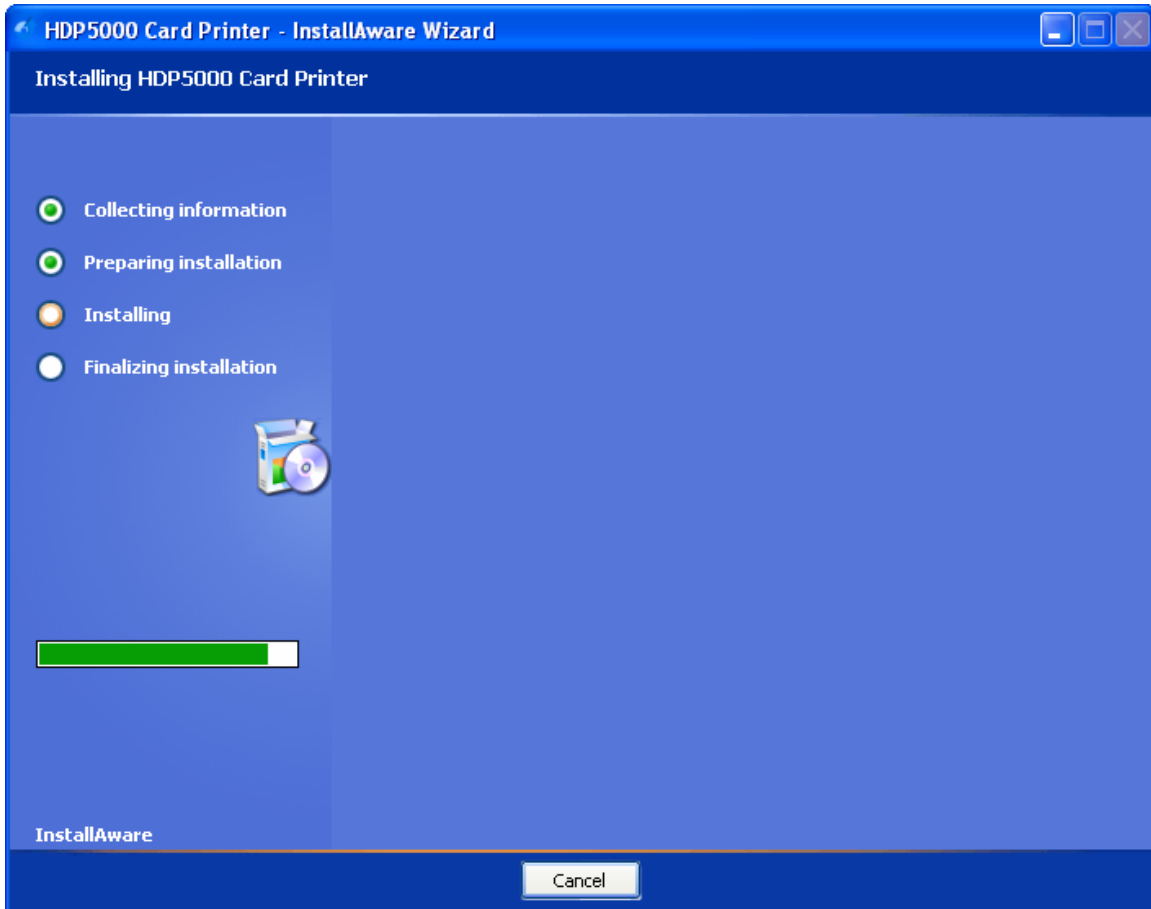 HDP5000 Card Printer - InstallAware Wizard
Installing HDP5000 Card Printer
Collecting information
Preparing installation
Installing
Finalizing installation
InstallAware
Cancel